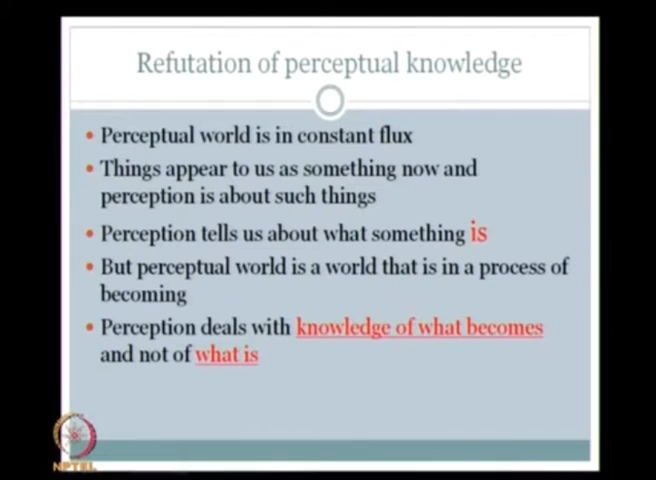 Refutation of perceptual knowledge
• Perceptual world is in constant flux
• Things appear to us as something now and
perception is about such things
• Perception tells us about what something is
• But perceptual world is a world that is in a process of
becoming
• Perception deals with knowledge of what becomes
and not of what is
NPTEL